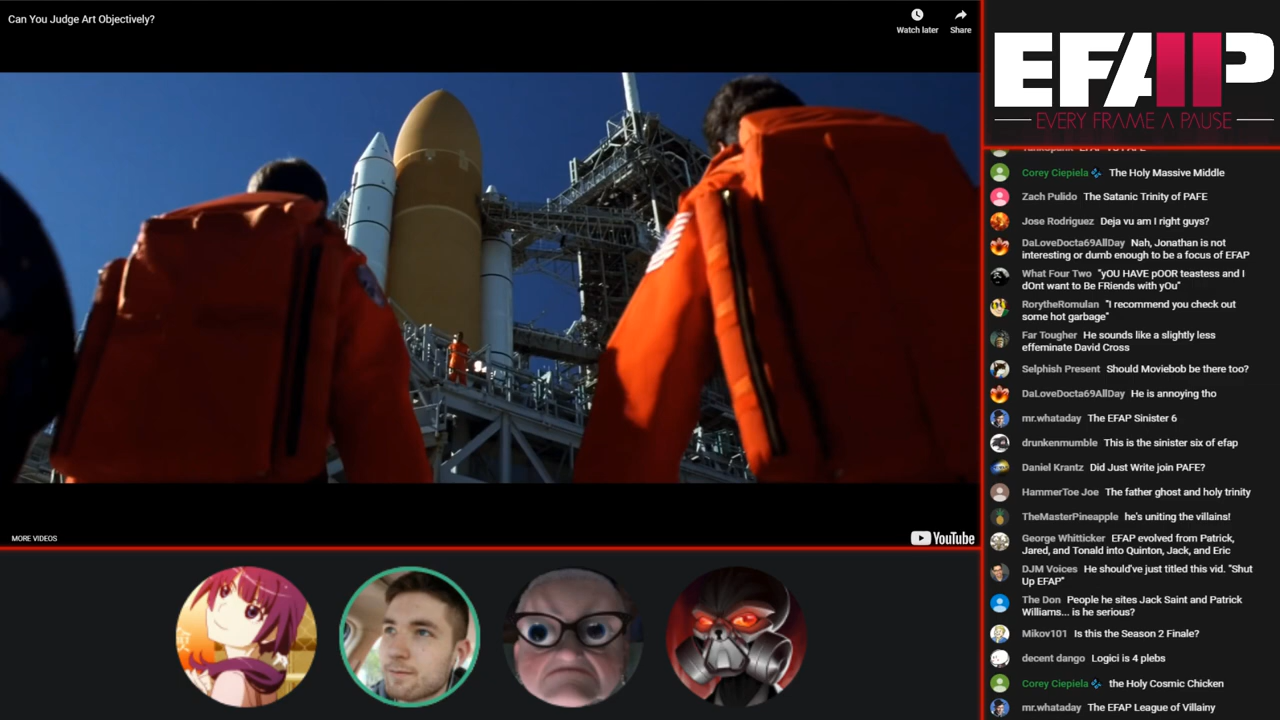 Can You Judge Art Objectively?
Watch later
Share
MORE VIDEOS
YouTube
EFAP
EVERY FRAME A PAUSE
Corey Ciepiela The Holy Massive Middle
Zach Pulido The Satanic Trinity of PAFE
Jose Rodriguez Deja vu am I right guys?
DaLoveDocta69AllDay Nah, Jonathan is not
interesting or dumb enough to be a focus of EFAP
What Four Two "yOU HAVE pOOR teastess and I
dOnt want to Be FRiends with yOu"
RorytheRomulan "I recommend you check out
some hot garbage"
Far Tougher He sounds like a slightly less
effeminate David Cross
Selphish Present Should Moviebob be there too?
DaLoveDocta69AllDay He is annoying tho
mr.whataday The EFAP Sinister 6
drunkenmumble This is the sinister six of efap
Daniel Krantz Did Just Write join PAFE?
HammerToe Joe The father ghost and holy trinity
TheMasterPineapple he's uniting the villains!
George Whitticker EFAP evolved from Patrick,
Jared, and Tonald into Quinton, Jack, and Eric
DJM Voices He should've just titled this vid. "Shut
Up EFAP"
The Don People he sites Jack Saint and Patrick
Williams... is he serious?
Mikov101 Is this the Season 2 Finale?
decent dango Logici is 4 plebs
Corey Ciepiela the Holy Cosmic Chicken
mr.whataday The EFAP League of Villainy